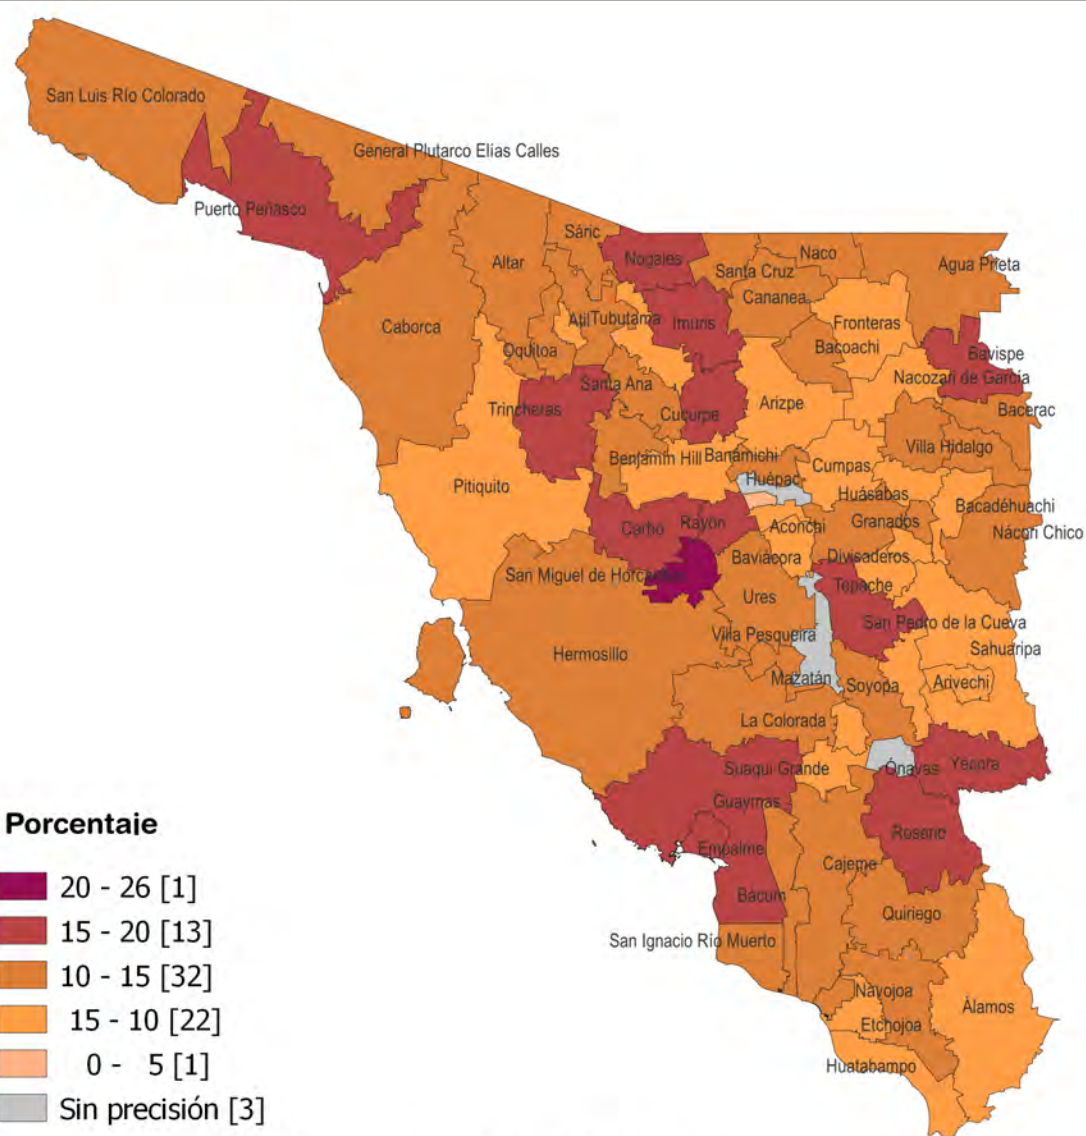 San Luis Río Colorado
General Plutarco Elías Calles
Puerto Peñasco
Sáric
Nogales
Naco
Santa Cruz
Agua Prieta
Altar
Cananea
Caborca
Atil
Tubutama
Imuris
Fronteras
Bacoachi
Oquitoa
Bavispe
Nacozari de García
Santa Ana
Trincheras
Cucurpe
Arizpe
Bacerac
Villa Hidalgo
Benjamín Hill
Banámichi
Cumpas
Pitiquito
Huépac
Huásabas
Bacadéhuachi
Carbó
Rayón
Aconchi
Granados
Nácori Chico
Baviácora
Divisaderos
San Miguel de Horcasitas
Tepache
Ures
San Pedro de la Cueva
Villa Pesqueira
Sahuaripa
Hermosillo
Mazatán
Soyopa
Arivechi
La Colorada
Suaqui Grande
Ónavas
Yécora
Guaymas
Rosario
Empalme
Cajeme
Bácum
Quiriego
San Ignacio Río Muerto
Navojoa
Álamos
Etchojoa
Huatabampo
Porcentaje
20 - 26 [1]
15 - 20 [13]
10 - 15 [32]
15 - 10 [22]
0 - 5 [1]
Sin precisión [3]